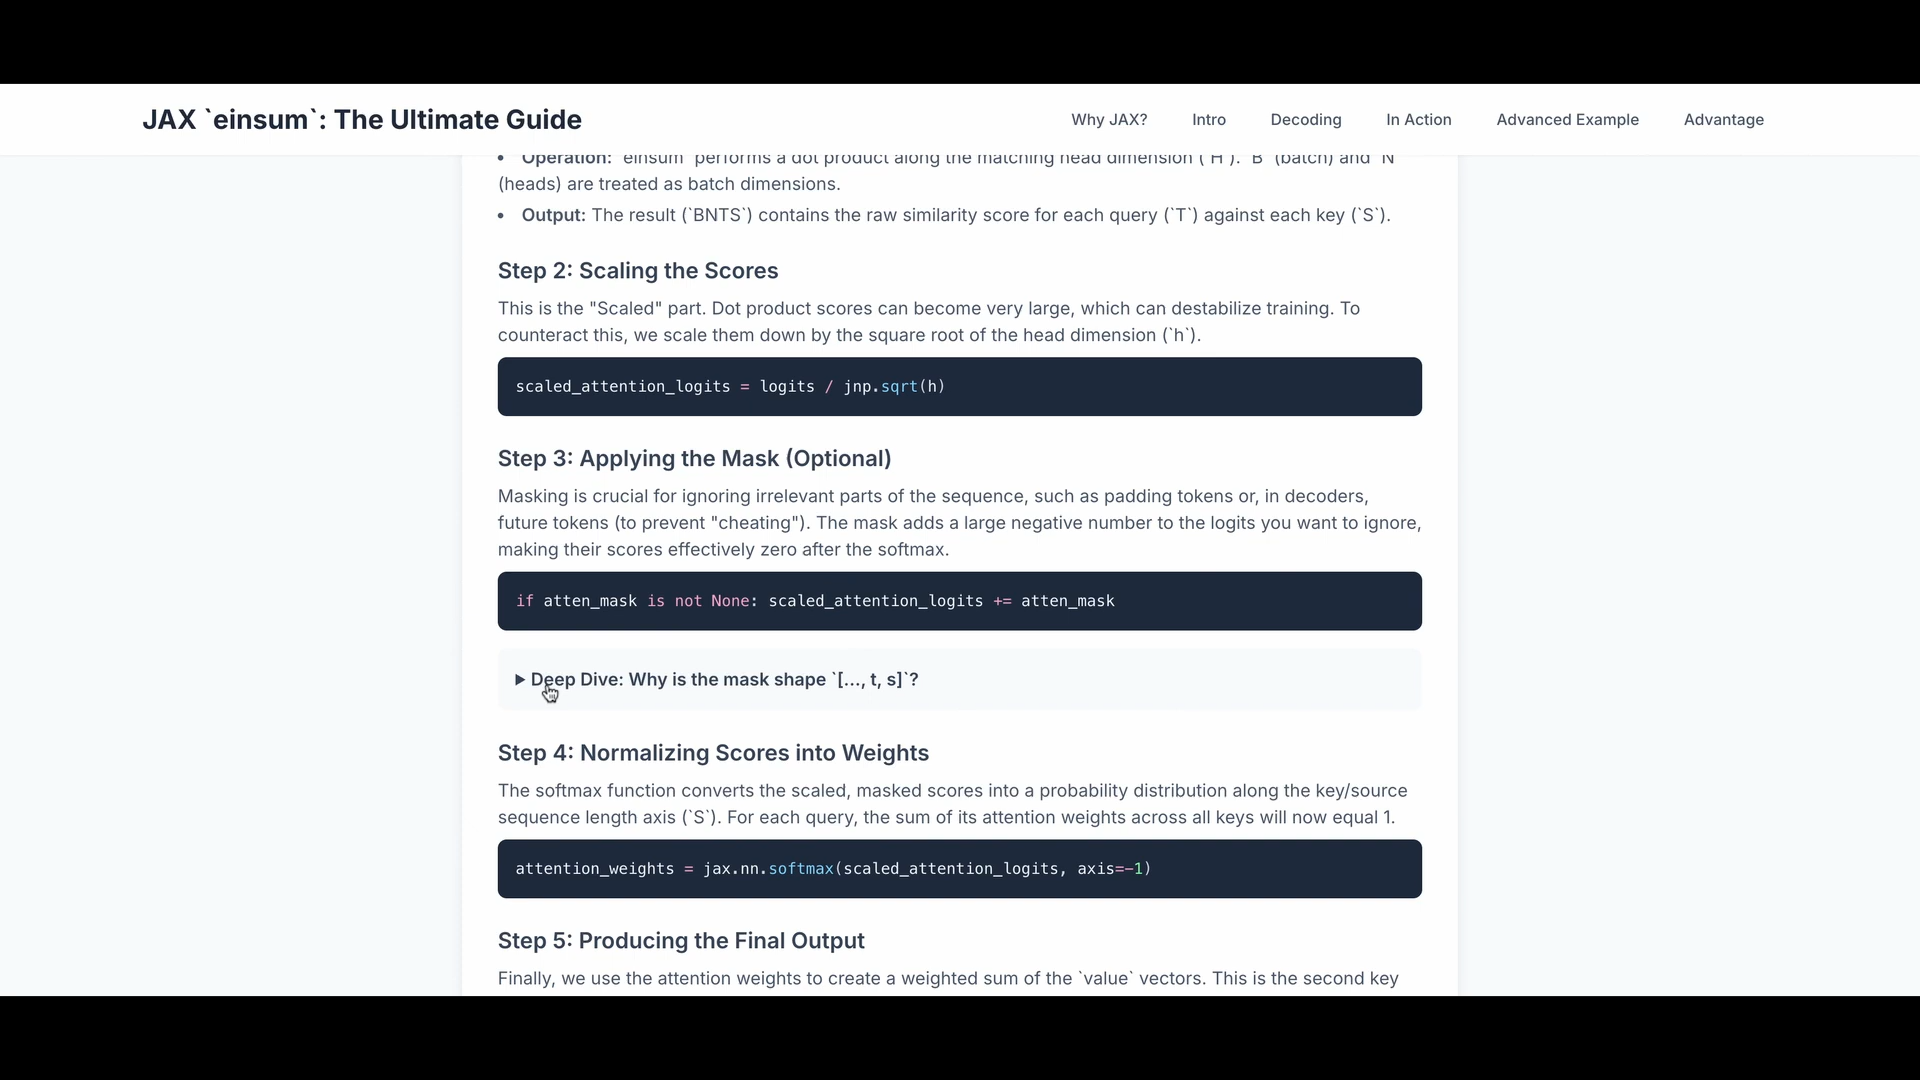 JAX `einsum`: The Ultimate Guide
Why JAX? Intro Decoding In Action Advanced Example Advantage
• Operation: `einsum` performs a dot product along the matching head dimension (`H`). `B` (batch) and `N`
(heads) are treated as batch dimensions.
• Output: The result (`BNTS`) contains the raw similarity score for each query (`T`) against each key (`S`).
Step 2: Scaling the Scores
This is the "Scaled" part. Dot product scores can become very large, which can destabilize training. To
counteract this, we scale them down by the square root of the head dimension (`h`).
scaled_attention_logits = logits / jnp.sqrt(h)
Step 3: Applying the Mask (Optional)
Masking is crucial for ignoring irrelevant parts of the sequence, such as padding tokens or, in decoders,
future tokens (to prevent "cheating"). The mask adds a large negative number to the logits you want to ignore,
making their scores effectively zero after the softmax.
if atten_mask is not None: scaled_attention_logits += atten_mask
▶ Deep Dive: Why is the mask shape `[..., t, s]`?
Step 4: Normalizing Scores into Weights
The softmax function converts the scaled, masked scores into a probability distribution along the key/source
sequence length axis (`S`). For each query, the sum of its attention weights across all keys will now equal 1.
attention_weights = jax.nn.softmax(scaled_attention_logits, axis=-1)
Step 5: Producing the Final Output
Finally, we use the attention weights to create a weighted sum of the `value` vectors. This is the second key